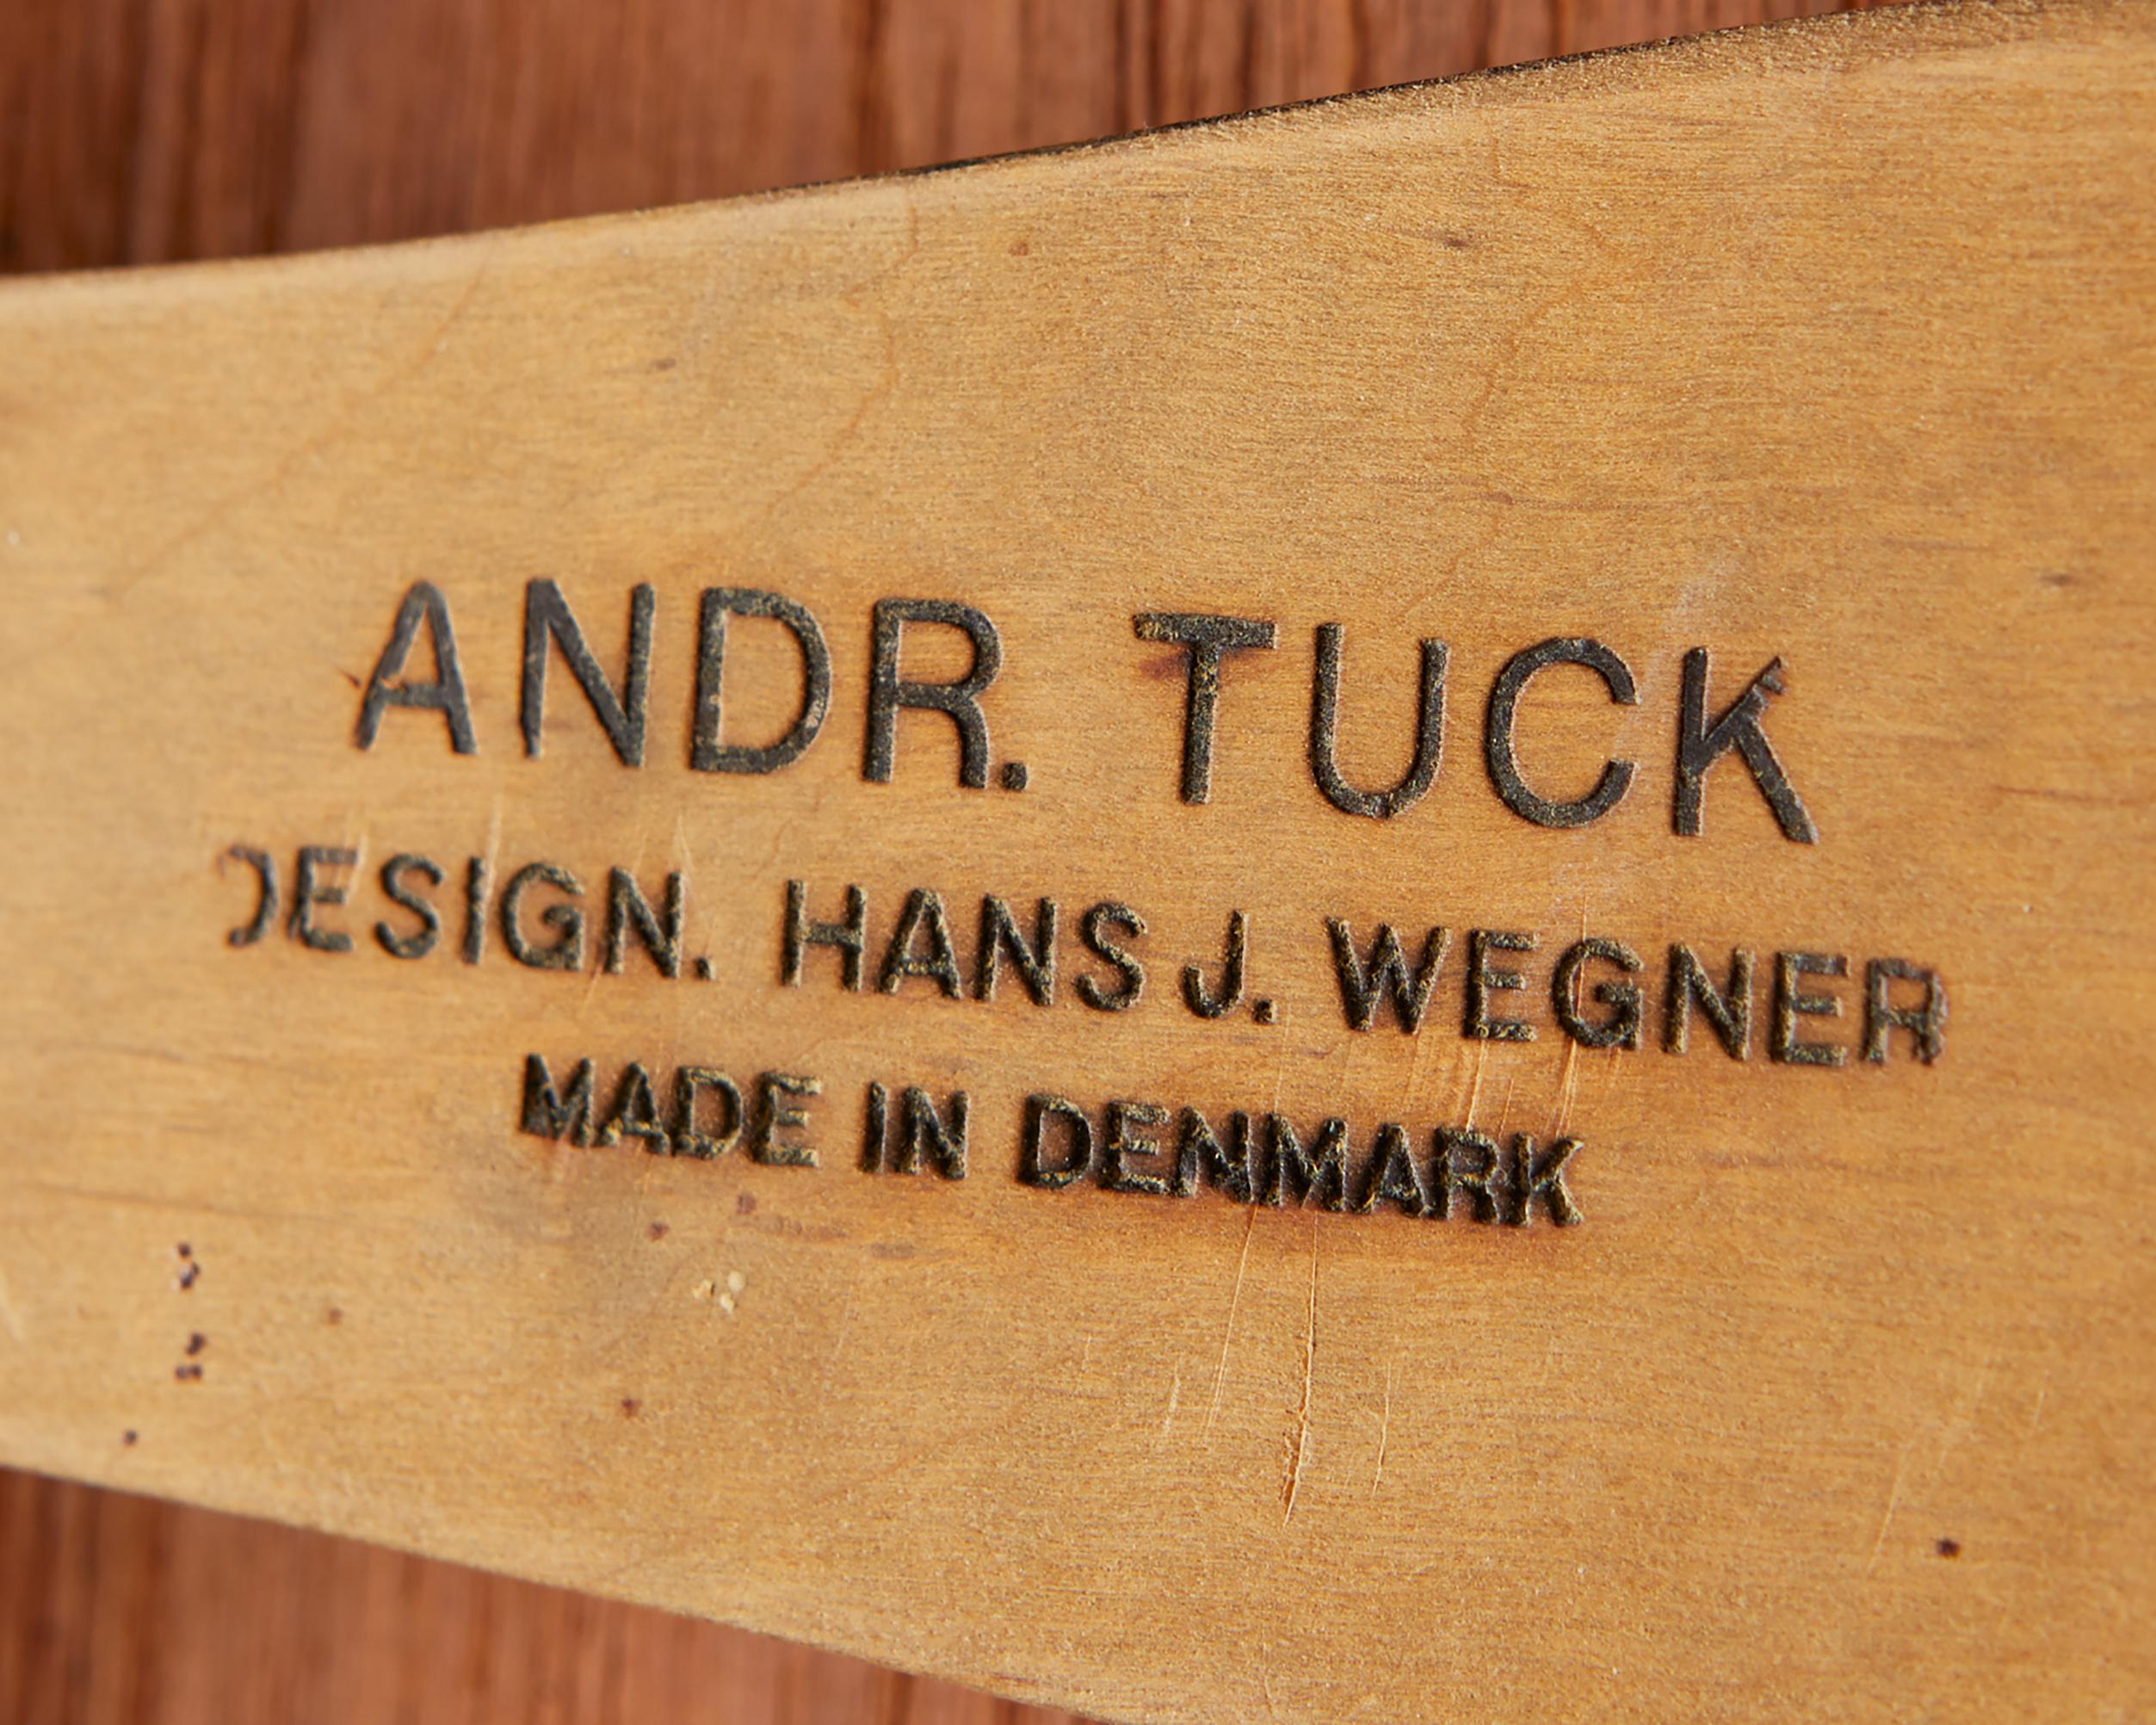 ANDR. TUCK
DESIGN. HANS J. WEGNER
MADE IN DENMARK